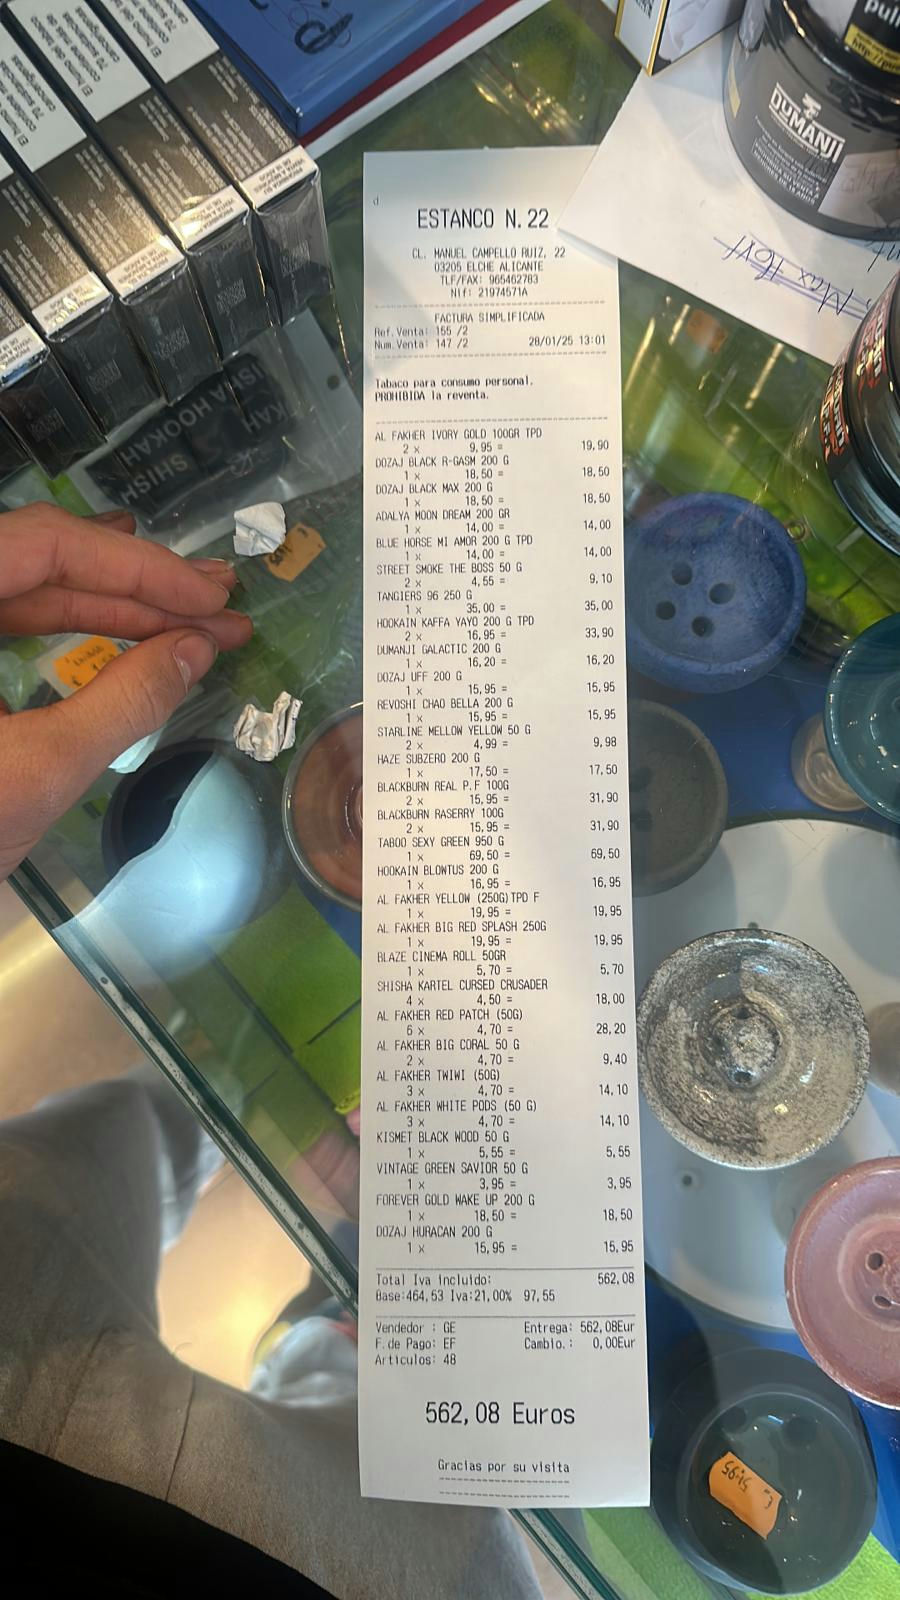 d
ESTANCO N. 22
CL. MANUEL CAMPELLO RUIZ, 22
03205 ELCHE ALICANTE
TLF/FAX: 965462783
Nif: 21974571A
FACTURA SIMPLIFICADA
Ref.Venta: 155 /2
Num.Venta: 147 /2 28/01/25 13:01
Tabaco para consumo personal.
PROHIBIDA la reventa.
AL FAKHER IVORY GOLD 100GR TPD
2 x 9,95 = 19,90
DOZAJ BLACK R-GASM 200 G
1 x 18,50 = 18,50
DOZAJ BLACK MAX 200 G
1 x 18,50 = 18,50
ADALYA MOON DREAM 200 GR
1 x 14,00 = 14,00
BLUE HORSE MI AMOR 200 G TPD
1 x 14,00 = 14,00
STREET SMOKE THE BOSS 50 G
2 x 4,55 = 9,10
TANGIERS 96 250 G
1 x 35,00 = 35,00
HOOKAIN KAFFA YAYO 200 G TPD
2 x 16,95 = 33,90
DUMANJI GALACTIC 200 G
1 x 16,20 = 16,20
DOZAJ UFF 200 G
1 x 15,95 = 15,95
REVOSHI CHAO BELLA 200 G
1 x 15,95 = 15,95
STARLINE MELLOW YELLOW 50 G
2 x 4,99 = 9,98
HAZE SUBZERO 200 G
1 x 17,50 = 17,50
BLACKBURN REAL P.F 100G
2 x 15,95 = 31,90
BLACKBURN RASERRY 100G
2 x 15,95 = 31,90
TABOO SEXY GREEN 950 G
1 x 69,50 = 69,50
HOOKAIN BLOWTUS 200 G
1 x 16,95 = 16,95
AL FAKHER YELLOW (250G)TPD F
1 x 19,95 = 19,95
AL FAKHER BIG RED SPLASH 250G
1 x 19,95 = 19,95
BLAZE CINEMA ROLL 50GR
1 x 5,70 = 5,70
SHISHA KARTEL CURSED CRUSADER
4 x 4,50 = 18,00
AL FAKHER RED PATCH (50G)
6 x 4,70 = 28,20
AL FAKHER BIG CORAL 50 G
2 x 4,70 = 9,40
AL FAKHER TWIWI (50G)
3 x 4,70 = 14,10
AL FAKHER WHITE PODS (50 G)
3 x 4,70 = 14,10
KISMET BLACK WOOD 50 G
1 x 5,55 = 5,55
VINTAGE GREEN SAVIOR 50 G
1 x 3,95 = 3,95
FOREVER GOLD WAKE UP 200 G
1 x 18,50 = 18,50
DOZAJ HURACAN 200 G
1 x 15,95 = 15,95
Total Iva incluido: 562,08
Base:464,53 Iva:21,00% 97,55
Vendedor : GE Entrega: 562,08Eur
F.de Pago: EF Cambio.: 0,00Eur
Articulos: 48
562,08 Euros
Gracias por su visita
DUMANJI